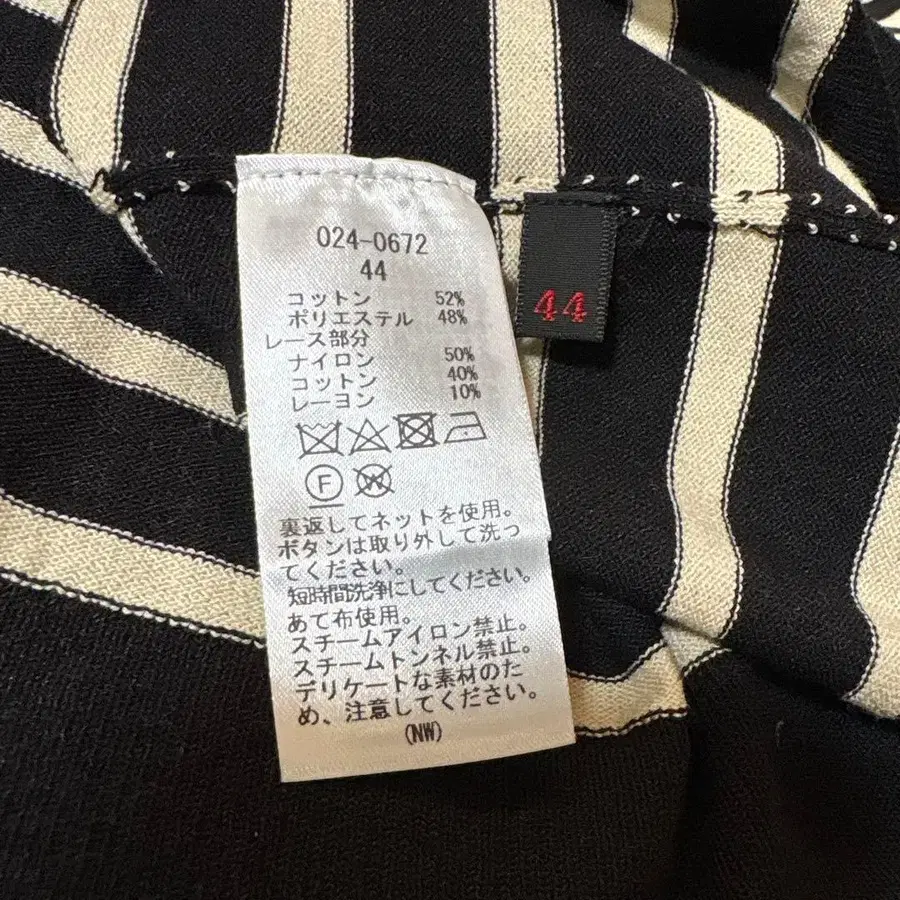 024-0672
44
コットン 52%
ポリエステル 48%
レース部分
ナイロン 50%
コットン 40%
レーヨン 10%
F W
裏返してネットを使用。
ボタンは取り外して洗っ
てください。
短時間洗浄にしてください。
あて布使用。
スチームアイロン禁止。
スチームトンネル禁止。
デリケートな素材のた
め、注意してください。
(NW)
44